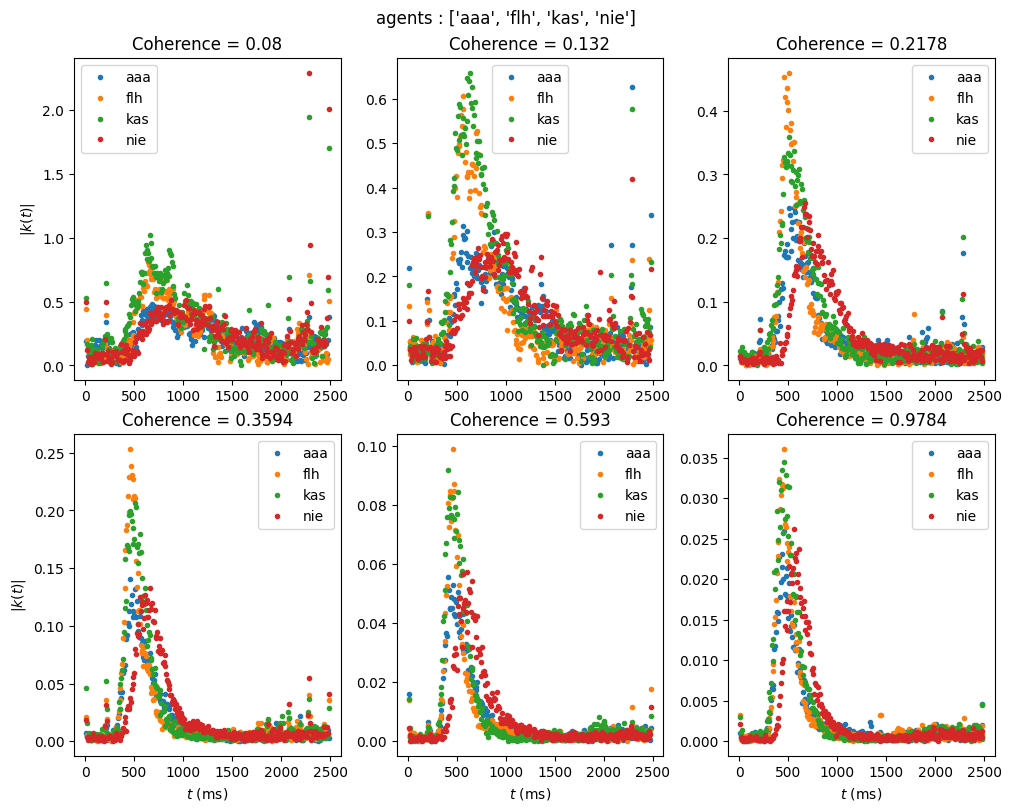 agents : ['aaa', 'flh', 'kas', 'nie']
Coherence = 0.08
|k(t)|
2.0
1.5
1.0
0.5
0.0
0 500 1000 1500 2000 2500
aaa
flh
kas
nie
Coherence = 0.132
0.6
0.5
0.4
0.3
0.2
0.1
0.0
0 500 1000 1500 2000 2500
aaa
flh
kas
nie
Coherence = 0.2178
0.4
0.3
0.2
0.1
0.0
0 500 1000 1500 2000 2500
aaa
flh
kas
nie
Coherence = 0.3594
|k(t)|
0.25
0.20
0.15
0.10
0.05
0.00
0 500 1000 1500 2000 2500
t (ms)
aaa
flh
kas
nie
Coherence = 0.593
0.10
0.08
0.06
0.04
0.02
0.00
0 500 1000 1500 2000 2500
t (ms)
aaa
flh
kas
nie
Coherence = 0.9784
0.035
0.030
0.025
0.020
0.015
0.010
0.005
0.000
0 500 1000 1500 2000 2500
t (ms)
aaa
flh
kas
nie